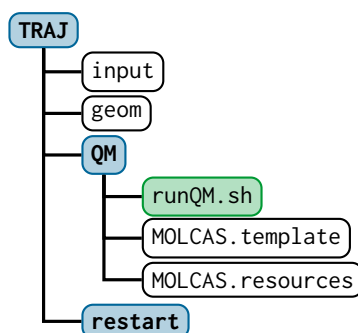 TRAJ
input
geom
QM
runQM.sh
MOLCAS.template
MOLCAS.resources
restart